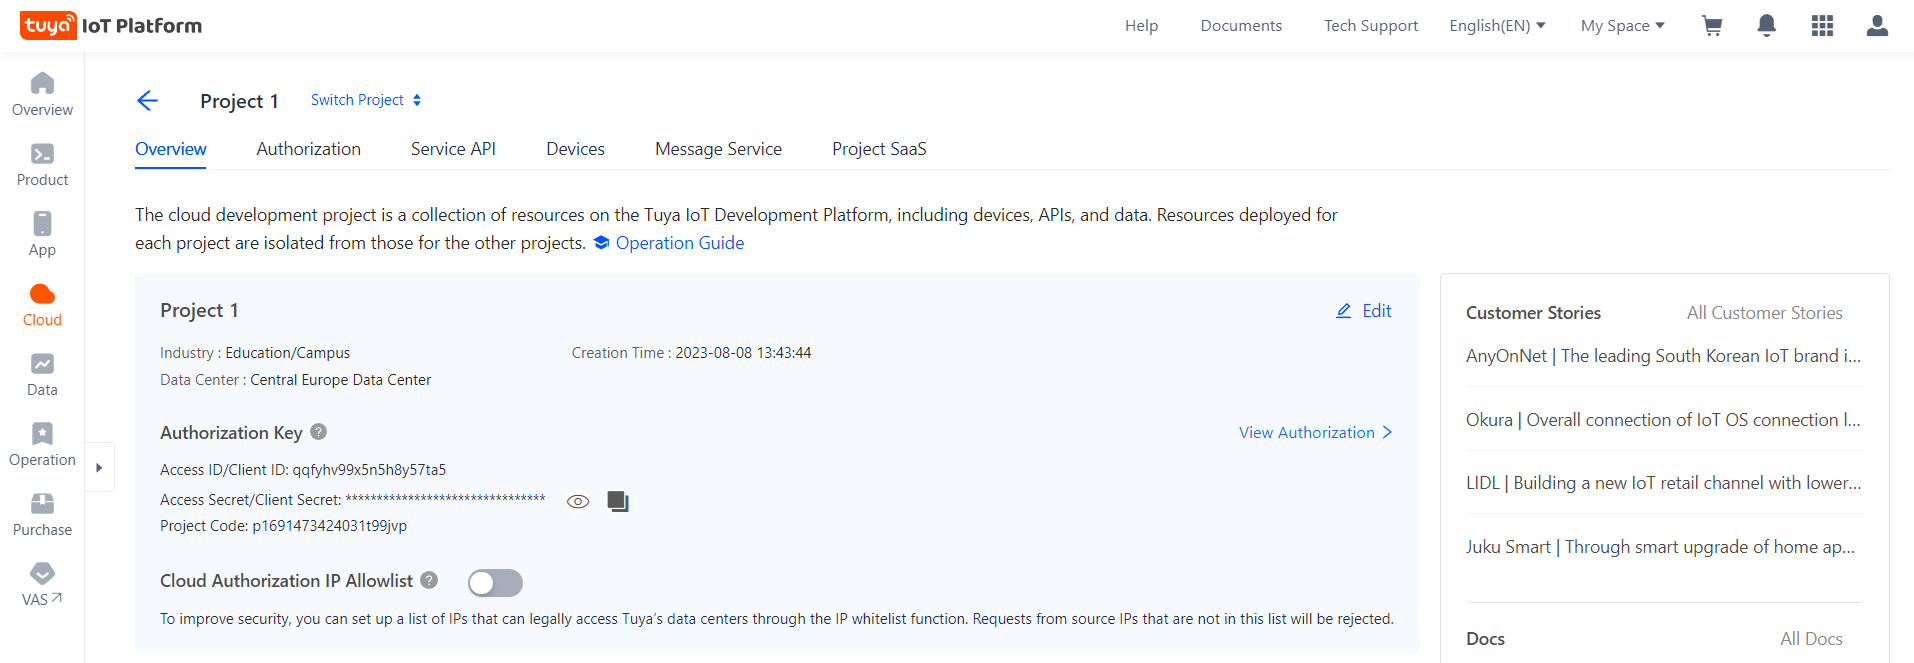 tuya IoT Platform
Help Documents Tech Support English(EN) My Space
Overview
Product
App
Cloud
Data
Operation
Purchase
VAS
Project 1 Switch Project
Overview Authorization Service API Devices Message Service Project SaaS
The cloud development project is a collection of resources on the Tuya IoT Development Platform, including devices, APIs, and data. Resources deployed for
each project are isolated from those for the other projects. Operation Guide
Project 1 Edit
Industry : Education/Campus Creation Time : 2023-08-08 13:43:44
Data Center : Central Europe Data Center
Authorization Key ? View Authorization
Access ID/Client ID: qqfyhv99x5n5h8y57ta5
Access Secret/Client Secret: ********************************
Project Code: p1691473424031t99jvp
Cloud Authorization IP Allowlist ?
To improve security, you can set up a list of IPs that can legally access Tuya's data centers through the IP whitelist function. Requests from source IPs that are not in this list will be rejected.
Customer Stories All Customer Stories
AnyOnNet | The leading South Korean IoT brand i...
Okura | Overall connection of IoT OS connection l...
LIDL | Building a new IoT retail channel with lower...
Juku Smart | Through smart upgrade of home ap...
Docs All Docs